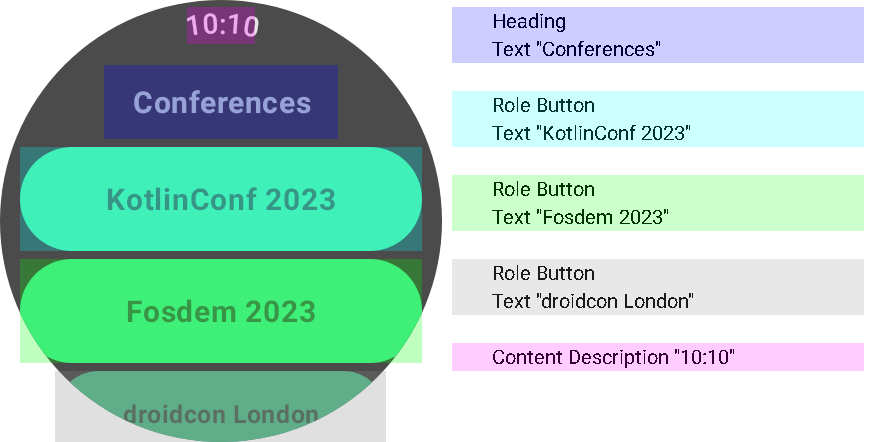 10:10
Conferences
KotlinConf 2023
Fosdem 2023
droidcon London
Heading
Text "Conferences"
Role Button
Text "KotlinConf 2023"
Role Button
Text "Fosdem 2023"
Role Button
Text "droidcon London"
Content Description "10:10"